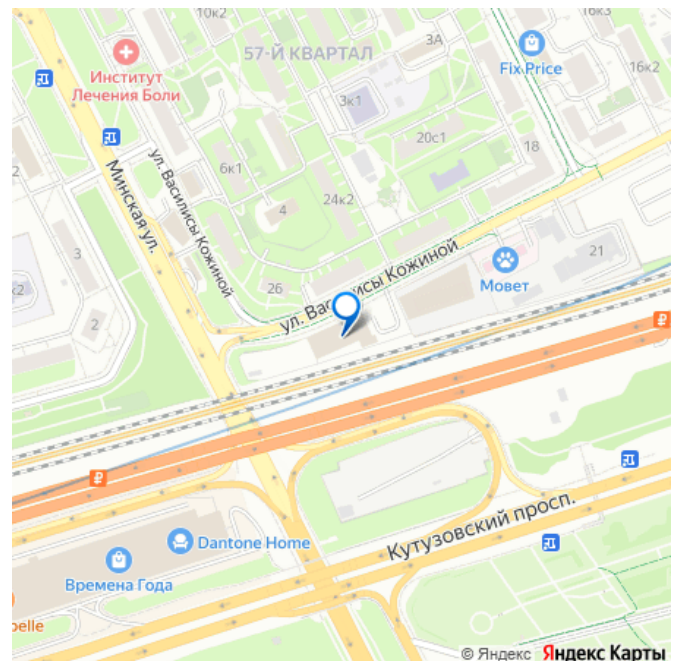 10к2
16к3
57-Й КВАРТАЛ
3А
Институт
Лечения Боли
Fix Price
16к2
3к1
20с1
18
2
ул. Василисы Кожиной
Минская ул.
6к1
24к2
4
3
к2
2
26
ул. Василисы Кожиной
21
Мовет
₽
₽
Кутузовский просп.
Dantone Home
Времена Года
pelle
© Яндекс Яндекс Карты